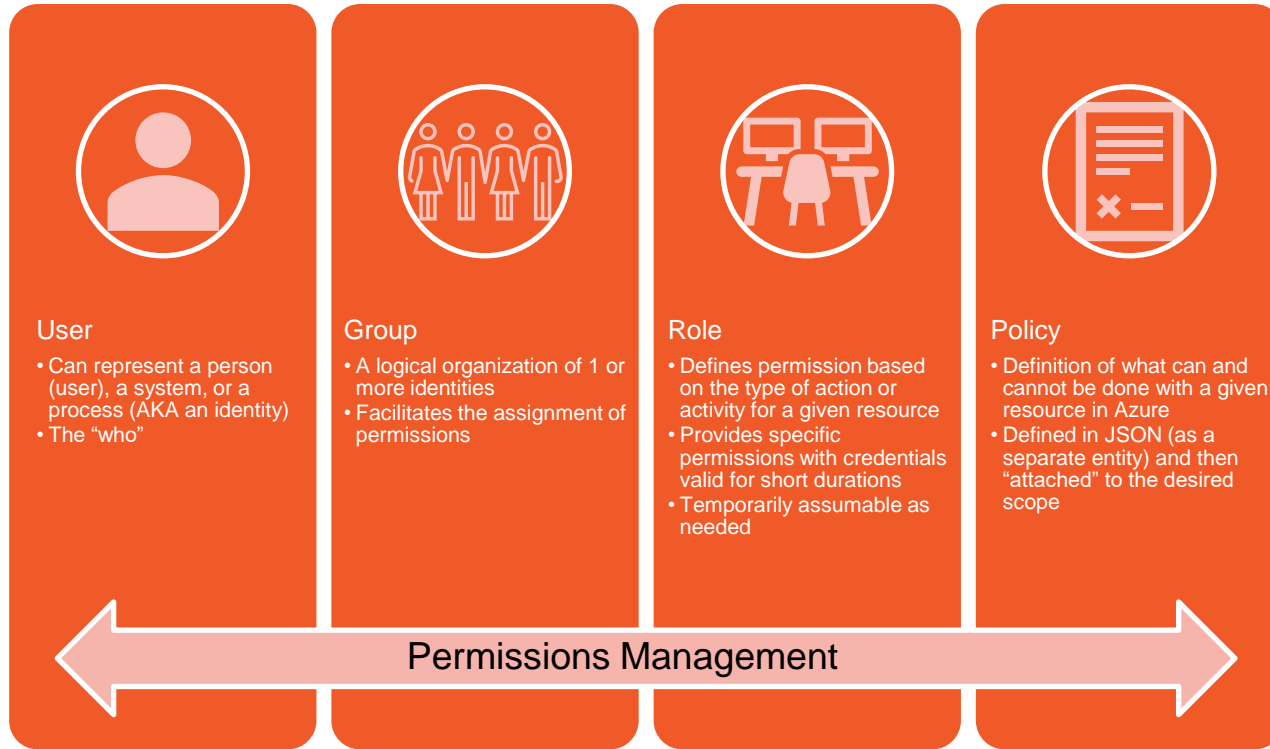 User
• Can represent a person
(user), a system, or a
process (AKA an identity)
• The “who”
Group
• A logical organization of 1 or
more identities
• Facilitates the assignment of
permissions
Role
• Defines permission based
on the type of action or
activity for a given resource
• Provides specific
permissions with credentials
valid for short durations
• Temporarily assumable as
needed
Policy
• Definition of what can and
cannot be done with a given
resource in Azure
• Defined in JSON (as a
separate entity) and then
“attached” to the desired
scope
Permissions Management